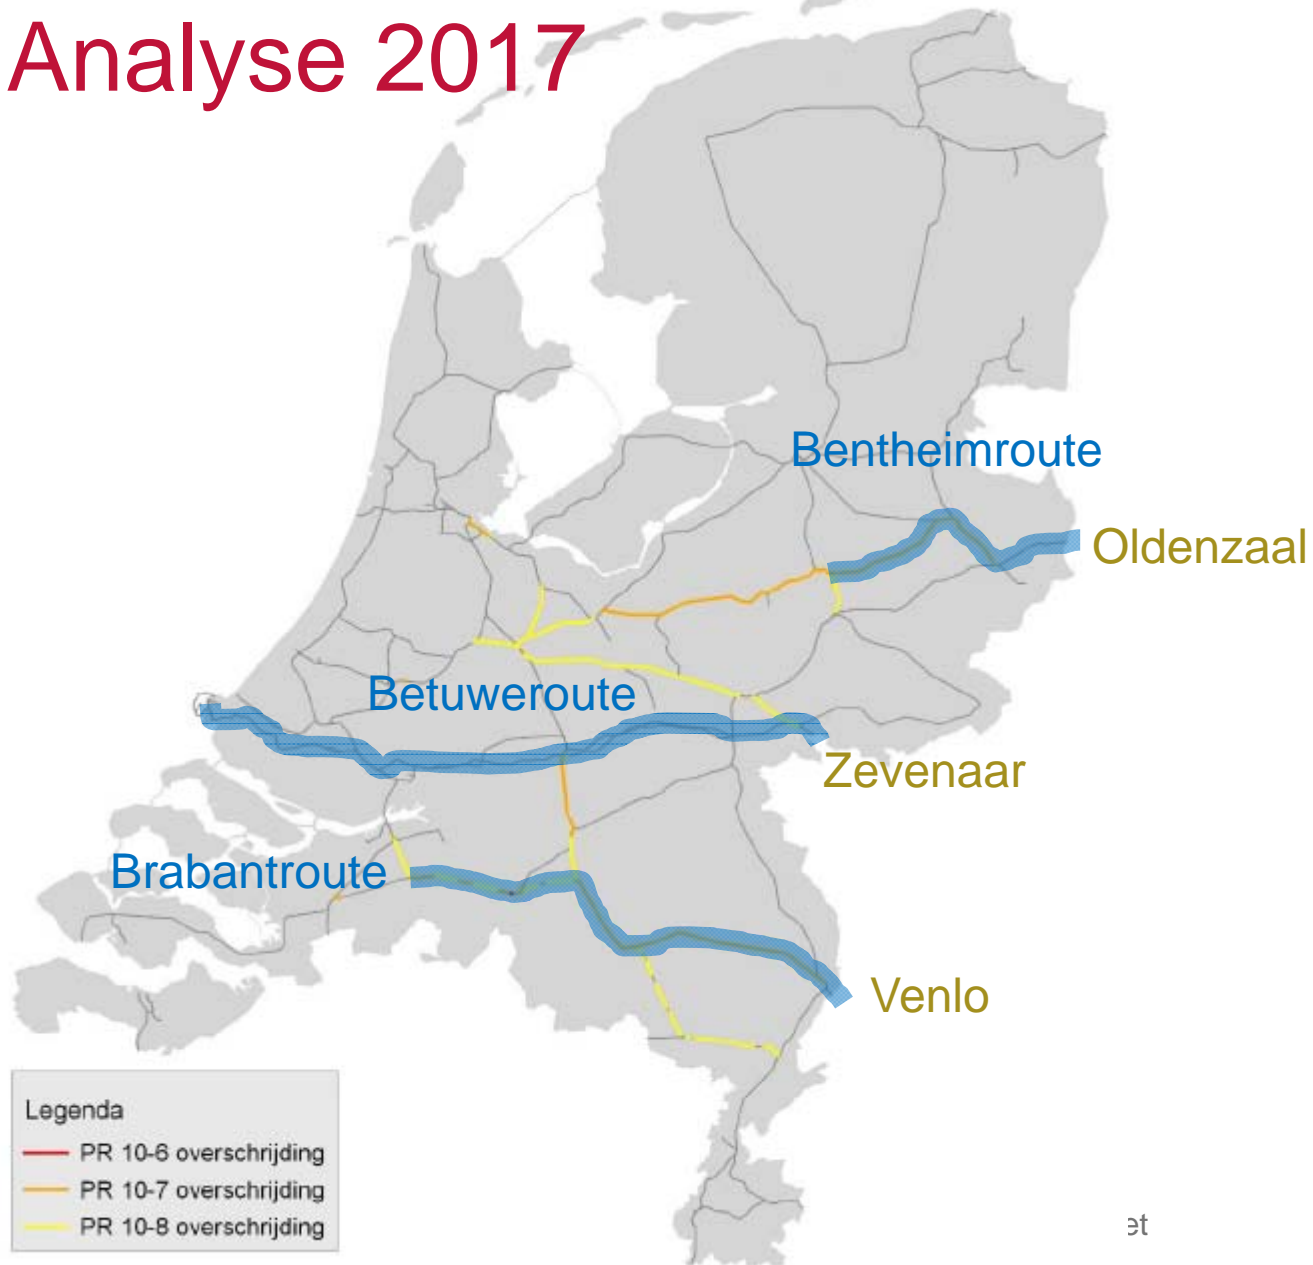 Analyse 2017
Bentheimroute
Oldenzaal
Betuweroute
Zevenaar
Brabantroute
Venlo
Legenda
PR 10-6 overschrijding
PR 10-7 overschrijding
PR 10-8 overschrijding